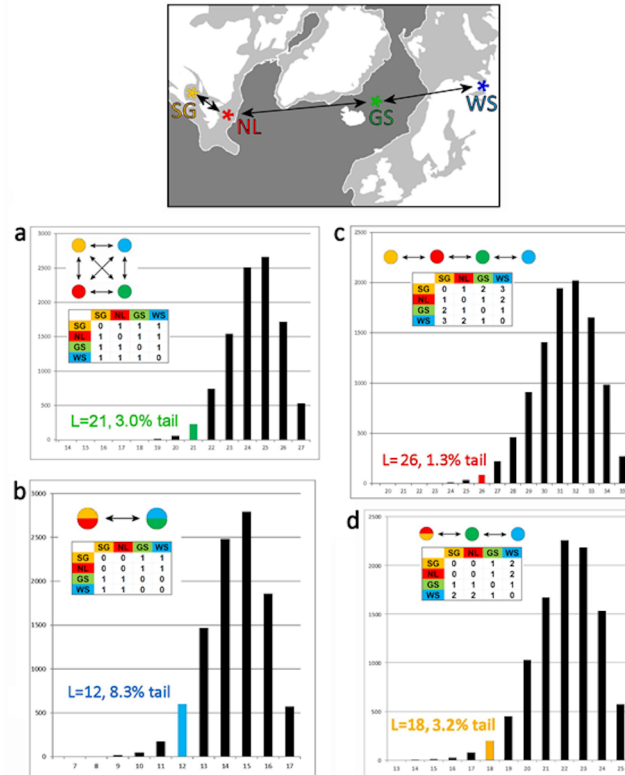 SG
NL
GS
WS
a
3000
2500
2000
1500
1000
500
0
SG NL GS WS
SG 0 1 1 1
NL 1 0 1 1
GS 1 1 0 1
WS 1 1 1 0
L=21, 3.0% tail
14 15 16 17 18 19 20 21 22 23 24 25 26 27
b
3000
2500
2000
1500
1000
500
0
SG NL GS WS
SG 0 0 1 1
NL 0 0 1 1
GS 1 1 0 0
WS 1 1 0 0
L=12, 8.3% tail
7 8 9 10 11 12 13 14 15 16 17
c
2500
2000
1500
1000
500
0
SG NL GS WS
SG 0 1 2 3
NL 1 0 1 2
GS 2 1 0 1
WS 3 2 1 0
L= 26, 1.3% tail
20 21 22 23 24 25 26 27 28 29 30 31 32 33 34 35
d
2500
2000
1500
1000
500
0
SG NL GS WS
SG 0 0 1 2
NL 0 0 1 2
GS 1 1 0 1
WS 2 2 1 0
L=18, 3.2% tail
13 14 15 16 17 18 19 20 21 22 23 24 25